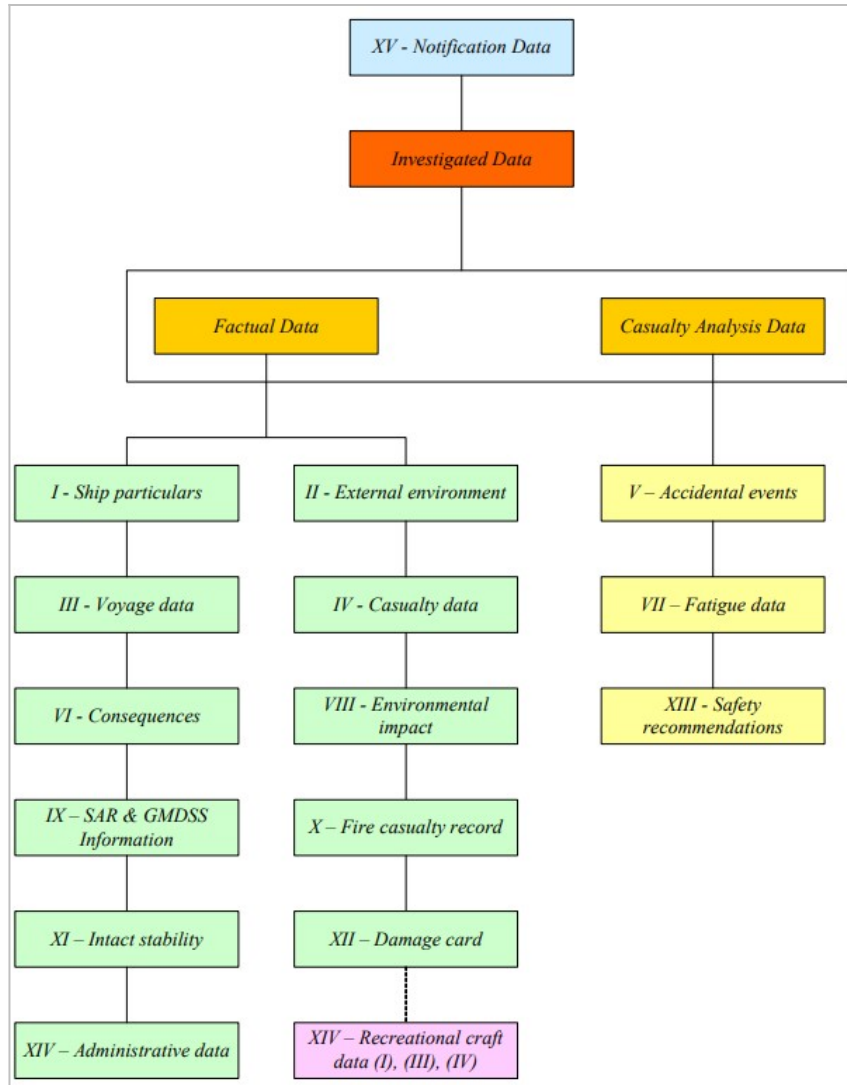 XV - Notification Data
Investigated Data
Factual Data
Casualty Analysis Data
I - Ship particulars
II - External environment
V – Accidental events
III - Voyage data
IV - Casualty data
VII – Fatigue data
VI - Consequences
VIII - Environmental
impact
XIII - Safety
recommendations
IX – SAR & GMDSS
Information
X – Fire casualty record
XI – Intact stability
XII – Damage card
XIV – Administrative data
XIV – Recreational craft
data (I), (III), (IV)